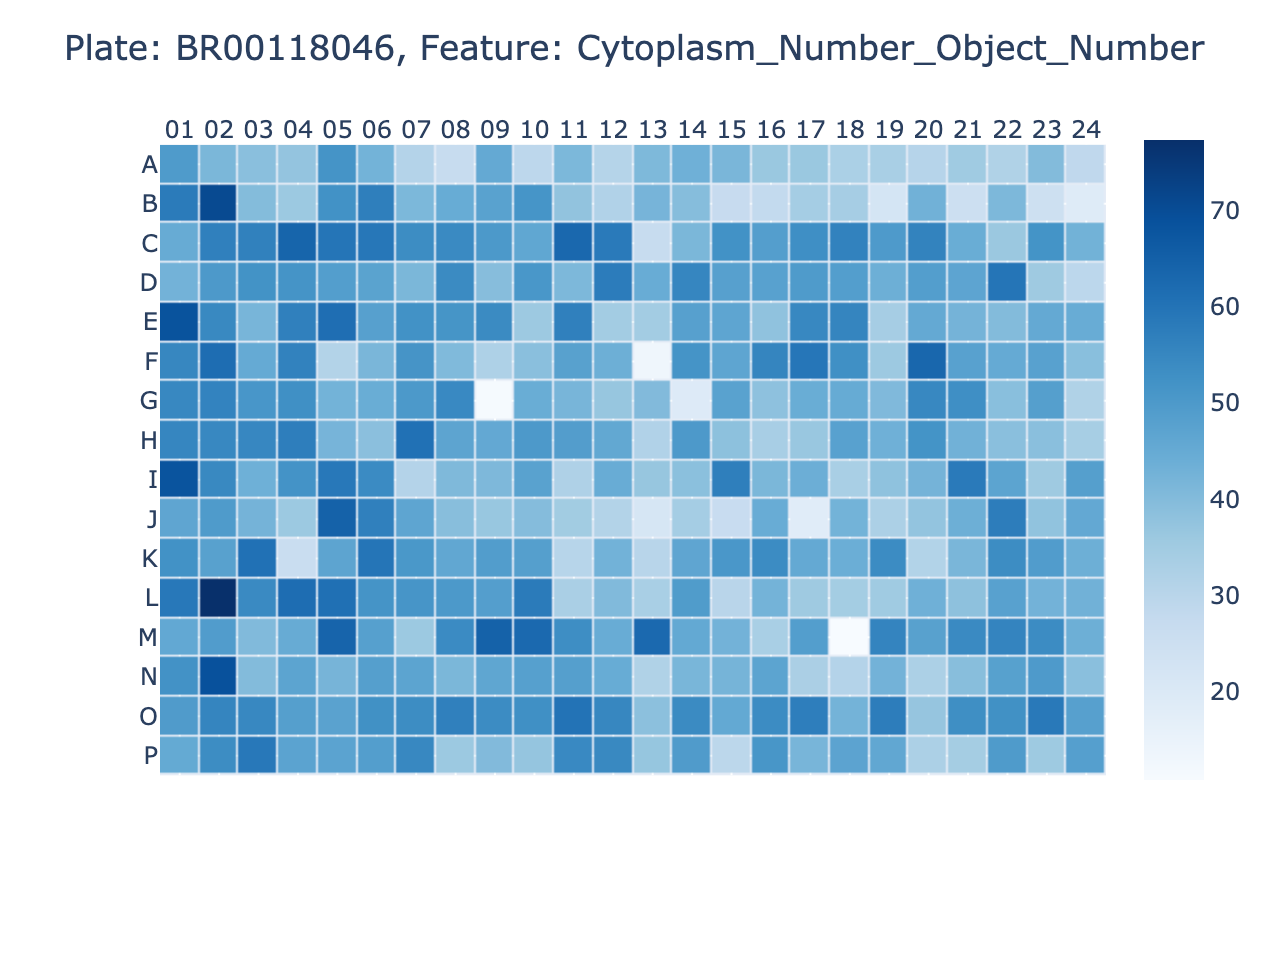 Plate: BR00118046, Feature: Cytoplasm_Number_Object_Number
01 02 03 04 05 06 07 08 09 10 11 12 13 14 15 16 17 18 19 20 21 22 23 24
A
B
C
D
E
F
G
H
I
J
K
L
M
N
O
P
70
60
50
40
30
20